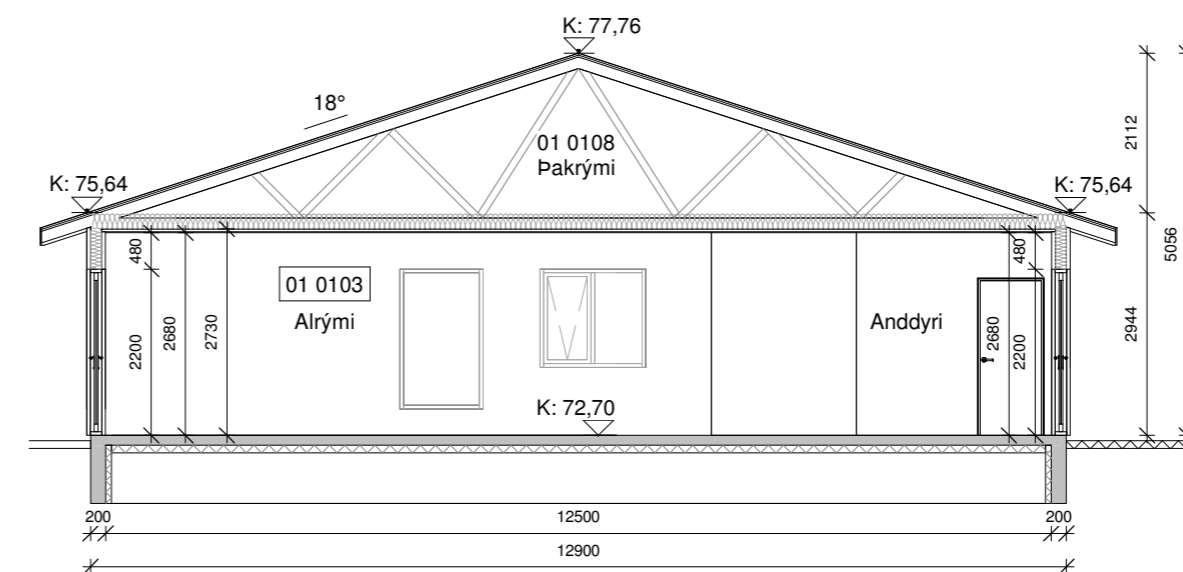 K: 77,76
18°
01 0108
Þakrými
K: 75,64
K: 75,64
2112
5056
480
480
01 0103
Alrými
Anddyri
2200
2680
2730
2680
2200
2944
K: 72,70
200
12500
200
12900